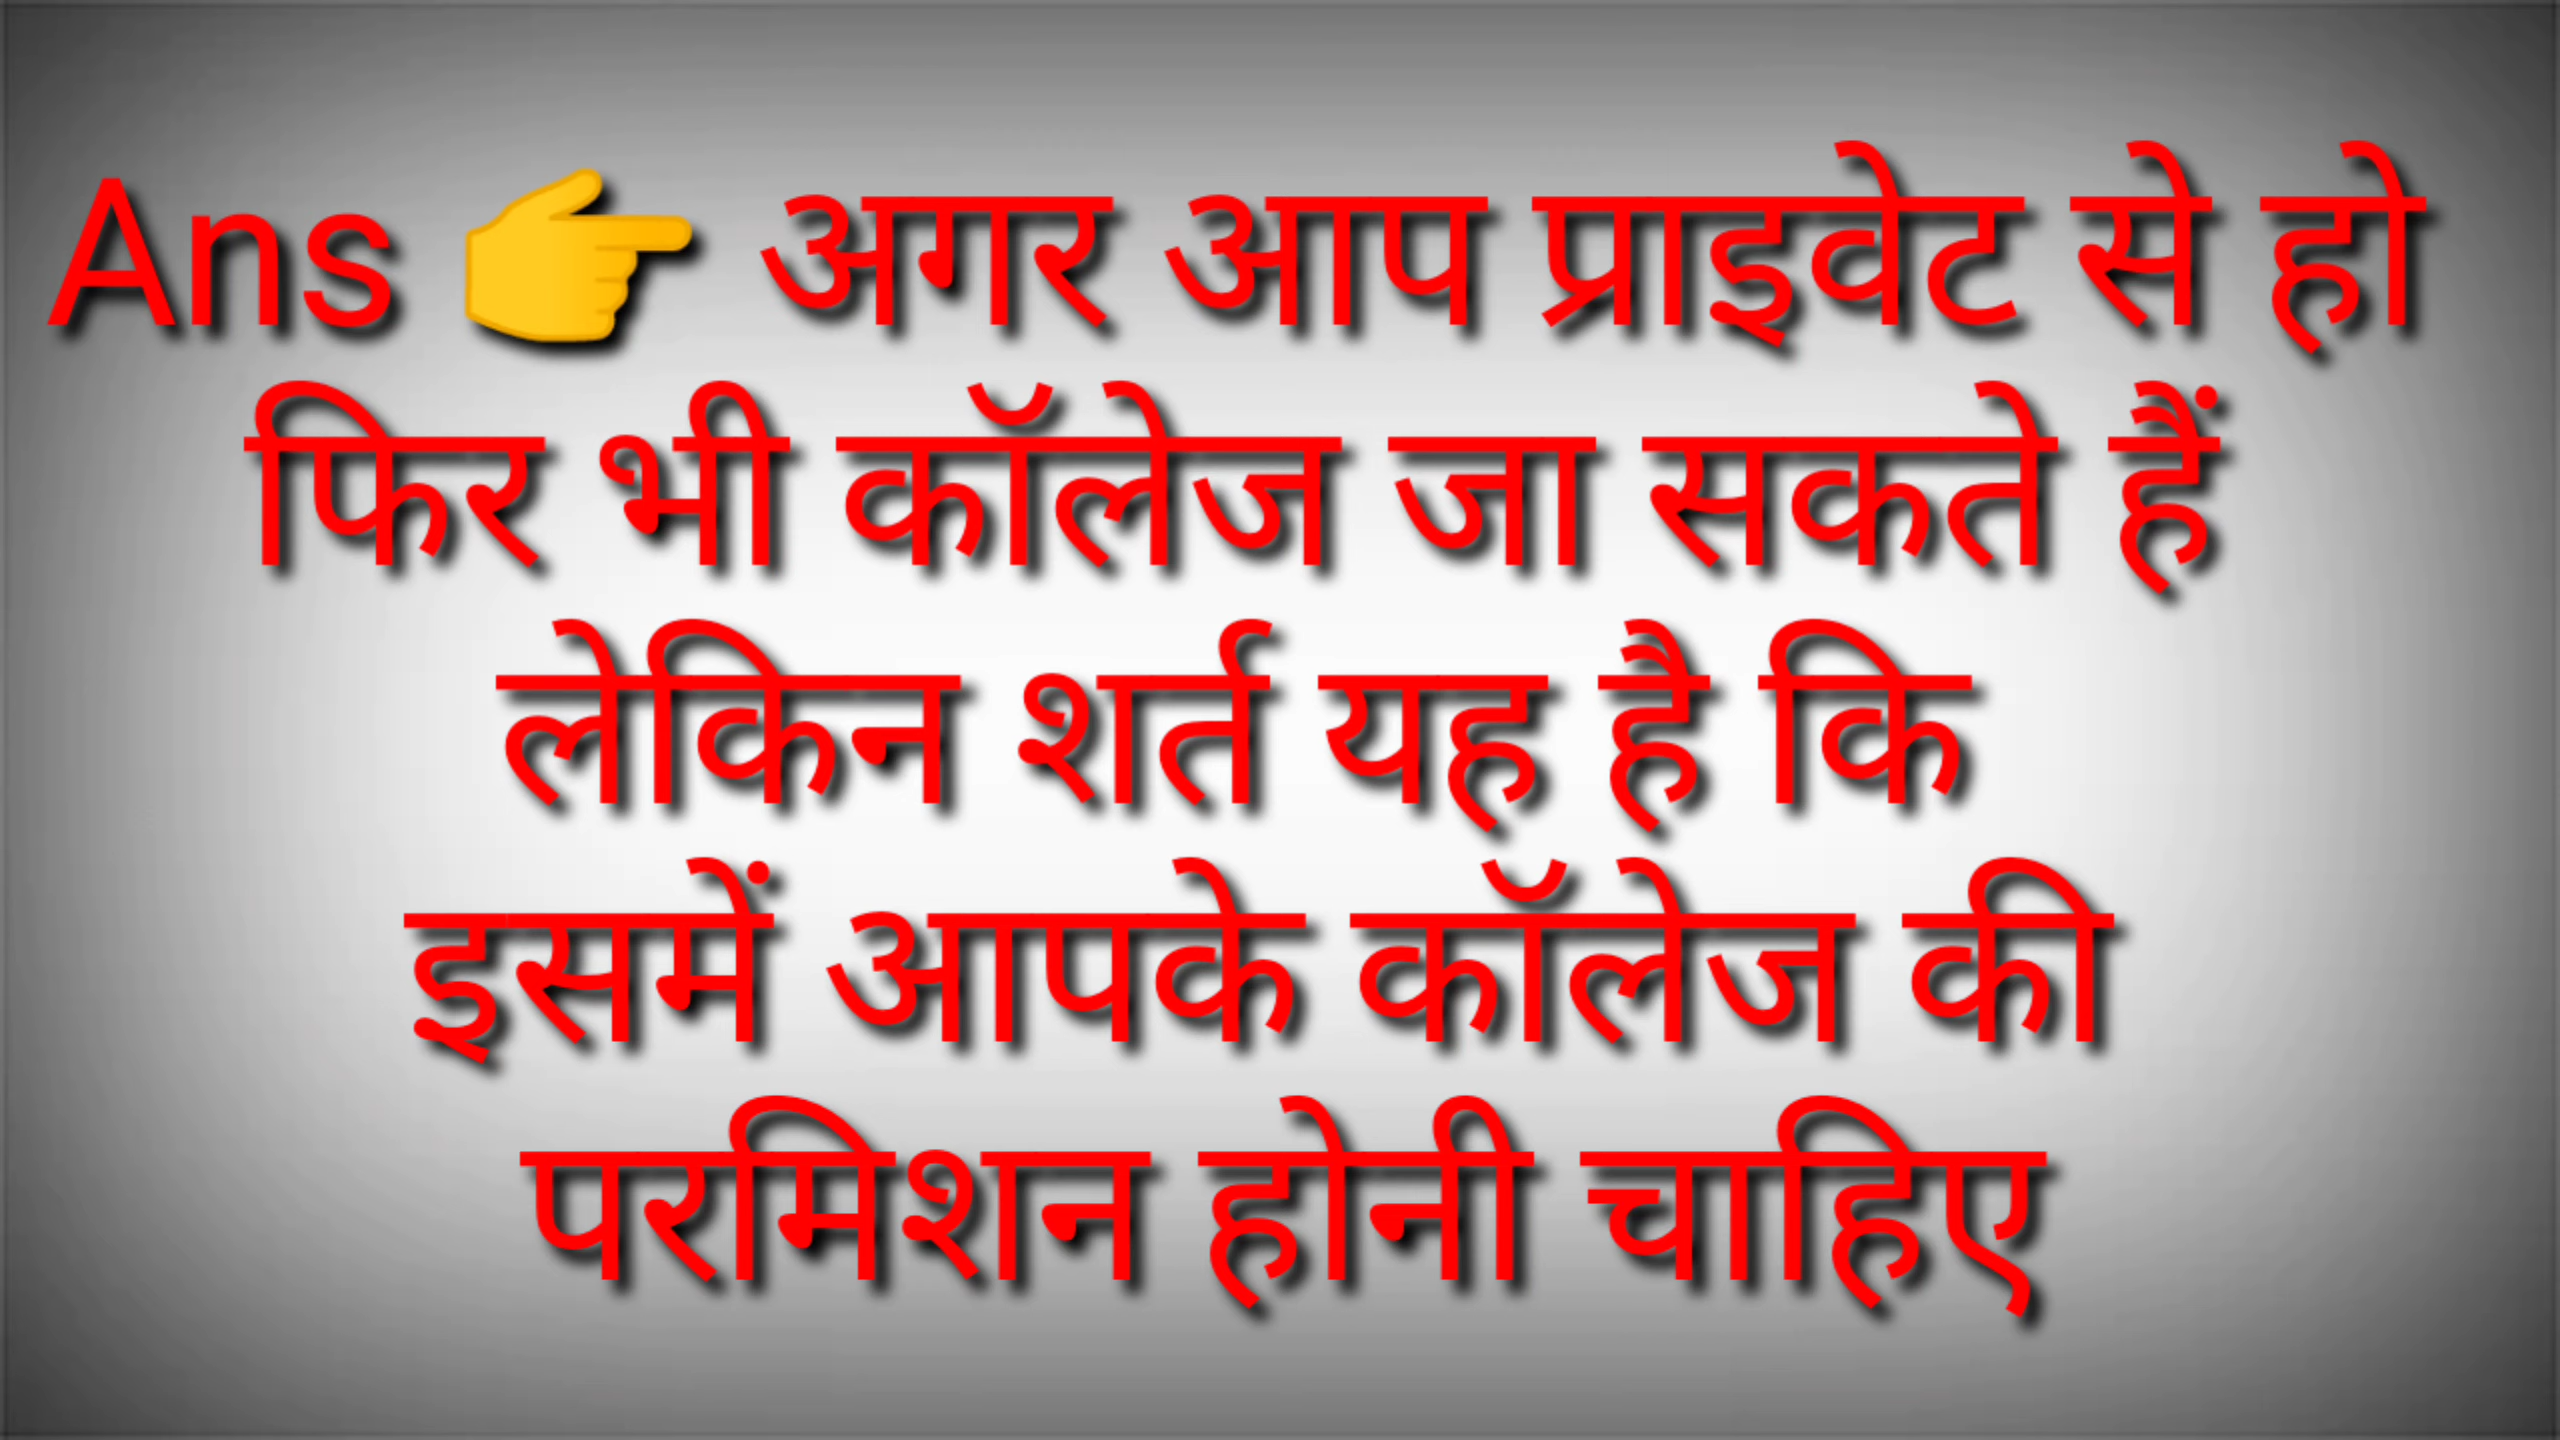 Ans 👉 अगर आप प्राइवेट से हो
फिर भी कॉलेज जा सकते हैं
लेकिन शर्त यह है कि
इसमें आपके कॉलेज की
परमिशन होनी चाहिए